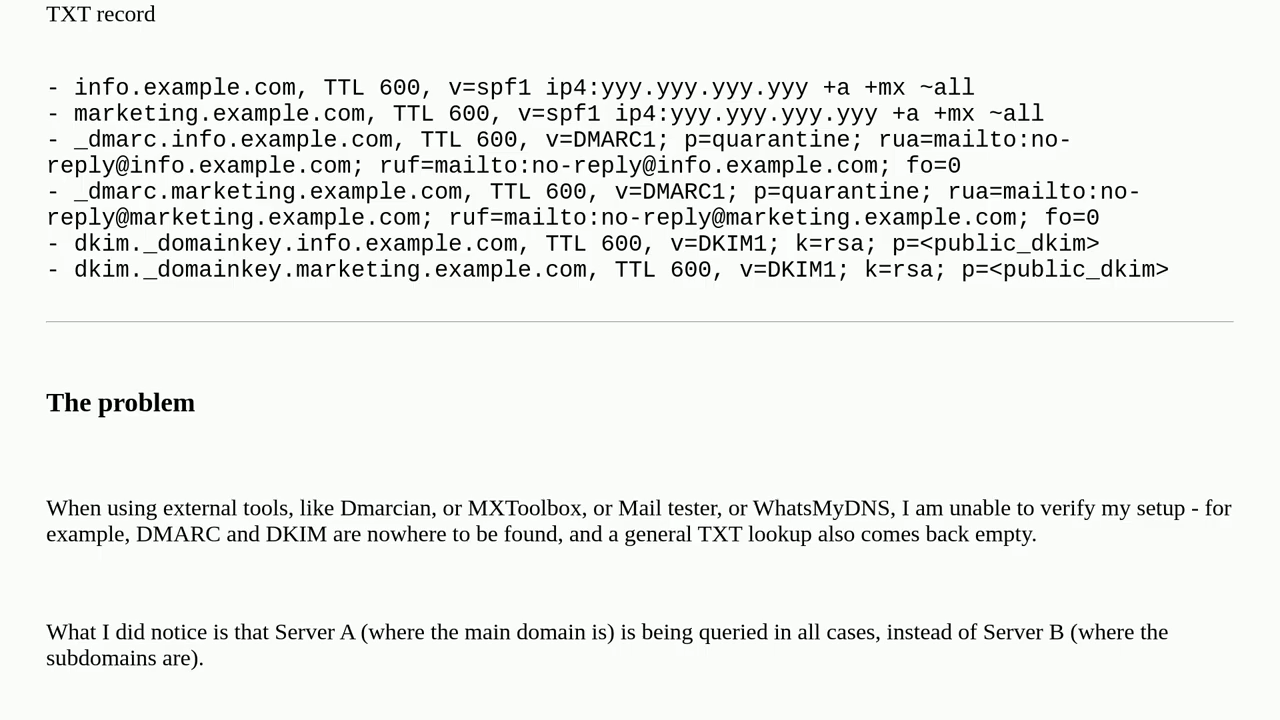 TXT record
- info.example.com, TTL 600, v=spf1 ip4:yyy.yyy.yyy.yyy +a +mx ~all
- marketing.example.com, TTL 600, v=spf1 ip4:yyy.yyy.yyy.yyy +a +mx ~all
- _dmarc.info.example.com, TTL 600, v=DMARC1; p=quarantine; rua=mailto:no-
reply@info.example.com; ruf=mailto:no-reply@info.example.com; fo=0
- _dmarc.marketing.example.com, TTL 600, v=DMARC1; p=quarantine; rua=mailto:no-
reply@marketing.example.com; ruf=mailto:no-reply@marketing.example.com; fo=0
- dkim._domainkey.info.example.com, TTL 600, v=DKIM1; k=rsa; p=<public_dkim>
- dkim._domainkey.marketing.example.com, TTL 600, v=DKIM1; k=rsa; p=<public_dkim>
The problem
When using external tools, like Dmarcian, or MXToolbox, or Mail tester, or WhatsMyDNS, I am unable to verify my setup - for
example, DMARC and DKIM are nowhere to be found, and a general TXT lookup also comes back empty.
What I did notice is that Server A (where the main domain is) is being queried in all cases, instead of Server B (where the
subdomains are).